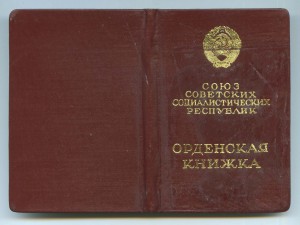 СОЮЗ
СОВЕТСКИХ
СОЦИАЛИСТИЧЕСКИХ
РЕСПУБЛИК
ОРДЕНСКАЯ
КНИЖКА